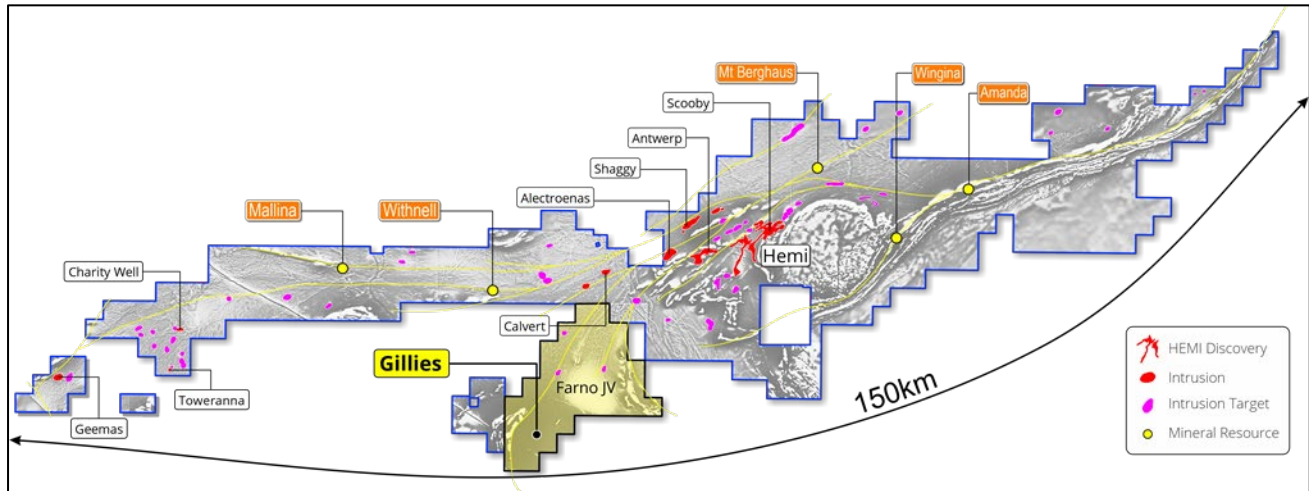 Mt Berghaus
Wingina
Scooby
Amanda
Antwerp
Shaggy
Alectroenas
Mallina
Withnell
Hemi
Charity Well
Calvert
Gillies
Farno JV
Toweranna
Geemas
150km
HEMI Discovery
Intrusion
Intrusion Target
Mineral Resource